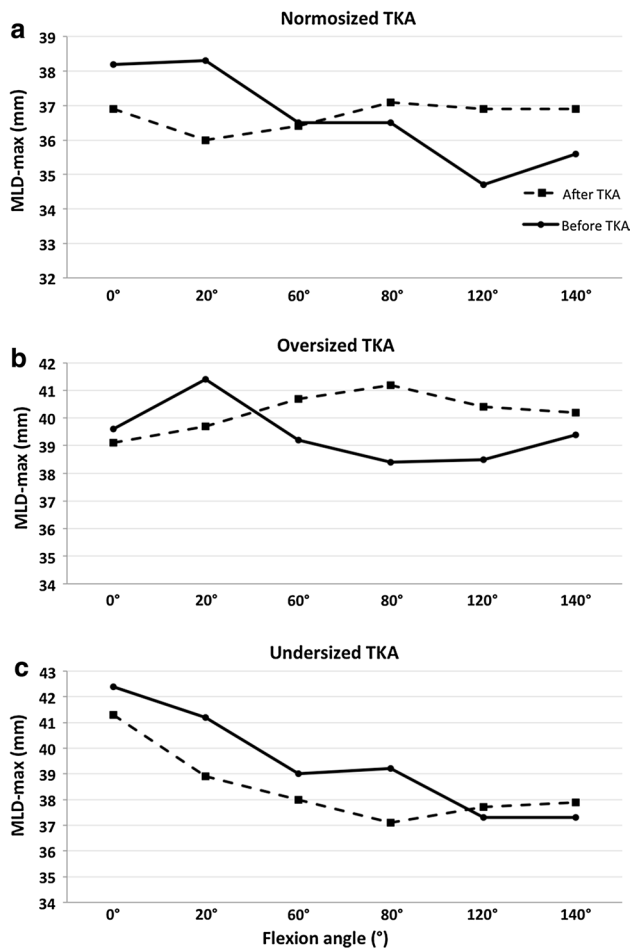 a
Normosized TKA
MLD-max (mm)
39
38
37
36
35
34
33
32
After TKA
Before TKA
0° 20° 60° 80° 120° 140°
b
Oversized TKA
MLD-max (mm)
42
41
40
39
38
37
36
35
34
0° 20° 60° 80° 120° 140°
c
Undersized TKA
MLD-max (mm)
43
42
41
40
39
38
37
36
35
34
0° 20° 60° 80° 120° 140°
Flexion angle (°)